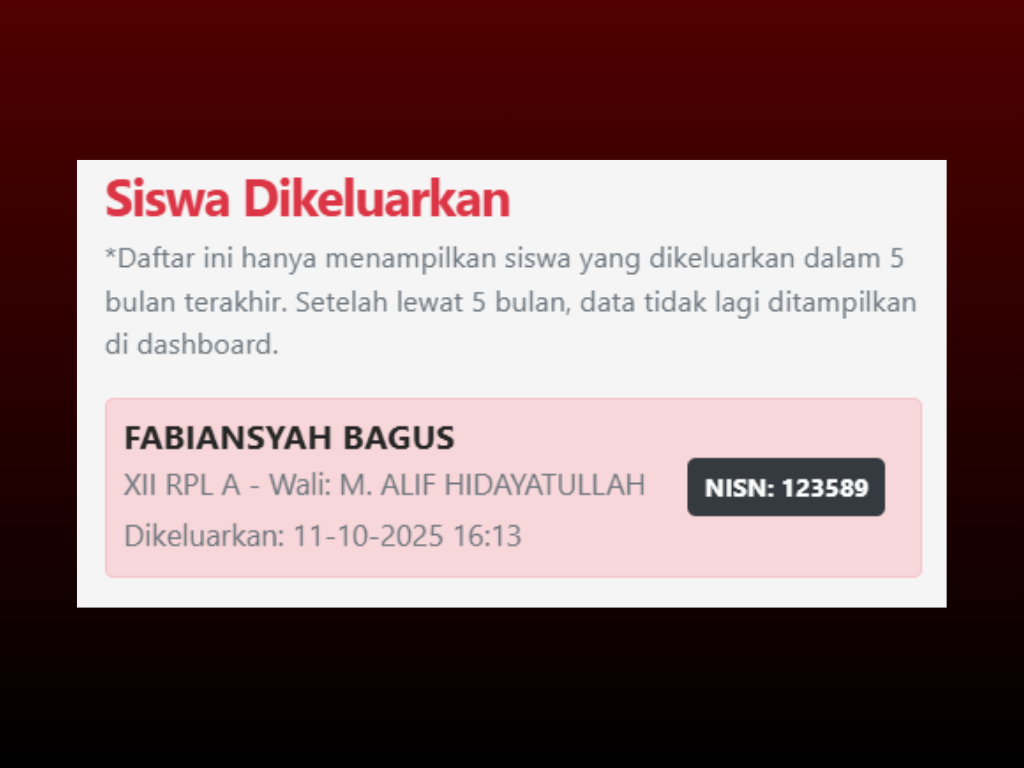 Siswa Dikeluarkan
*Daftar ini hanya menampilkan siswa yang dikeluarkan dalam 5
bulan terakhir. Setelah lewat 5 bulan, data tidak lagi ditampilkan
di dashboard.
FABIANSYAH BAGUS
XII RPL A - Wali: M. ALIF HIDAYATULLAH
NISN: 123589
Dikeluarkan: 11-10-2025 16:13